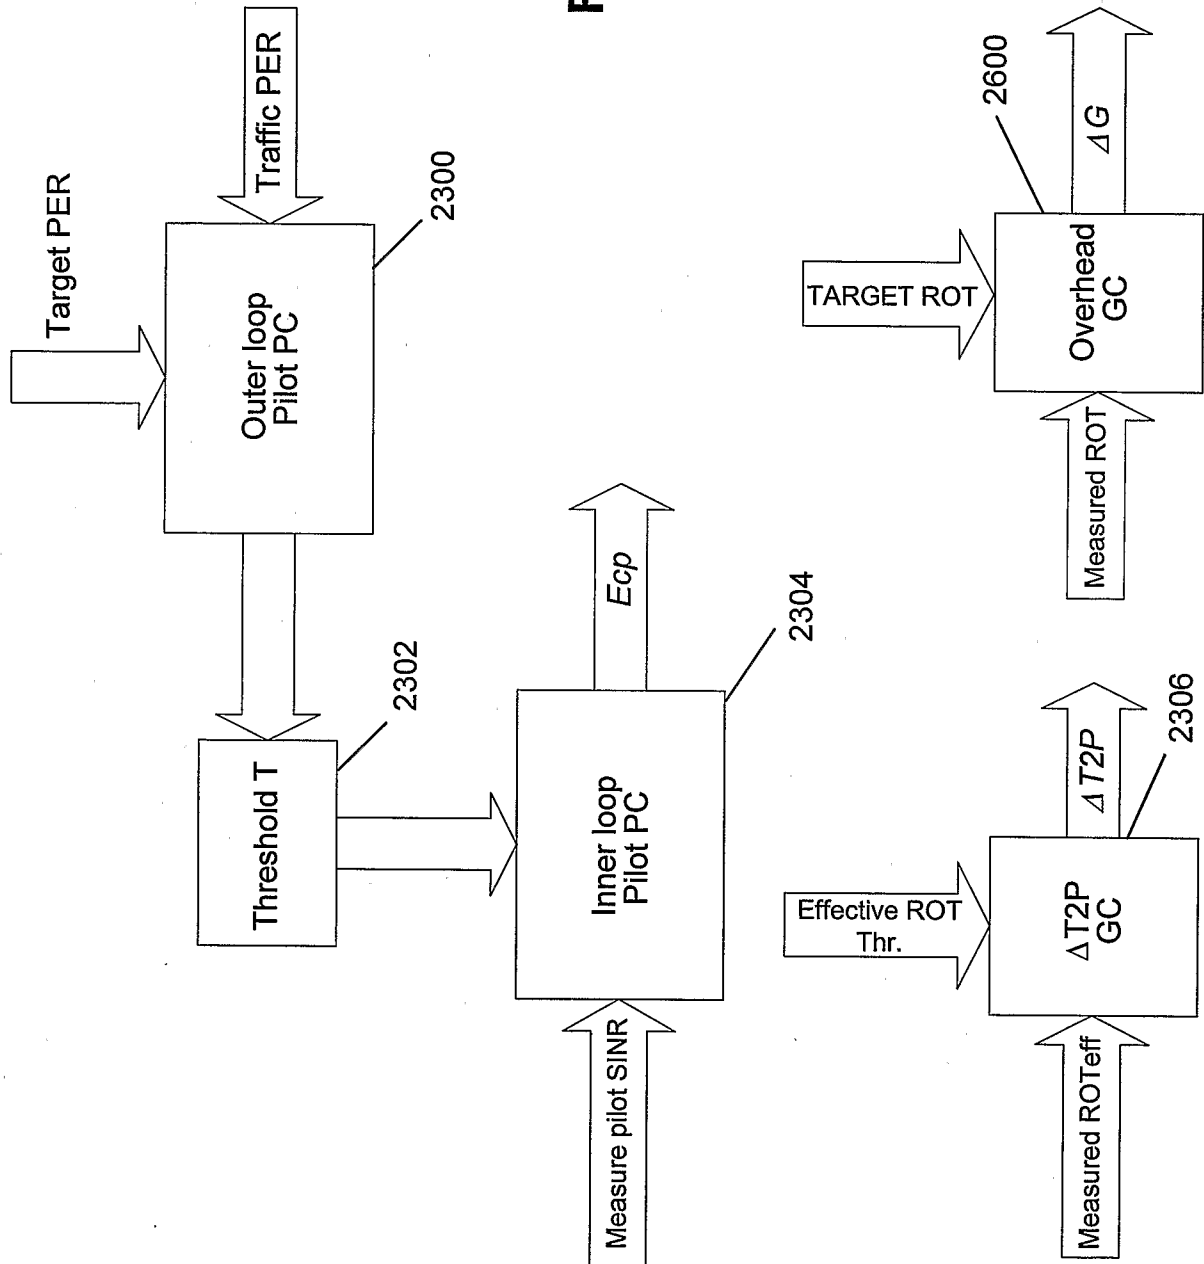 Target PER
Traffic PER
Outer loop
Pilot PC
2300
Threshold T
2302
Measure pilot SINR
Inner loop
Pilot PC
Ecp
2304
Effective ROT
Thr.
Measured ROTeff
ΔT2P
GC
ΔT2P
2306
TARGET ROT
Measured ROT
Overhead
GC
ΔG
2600